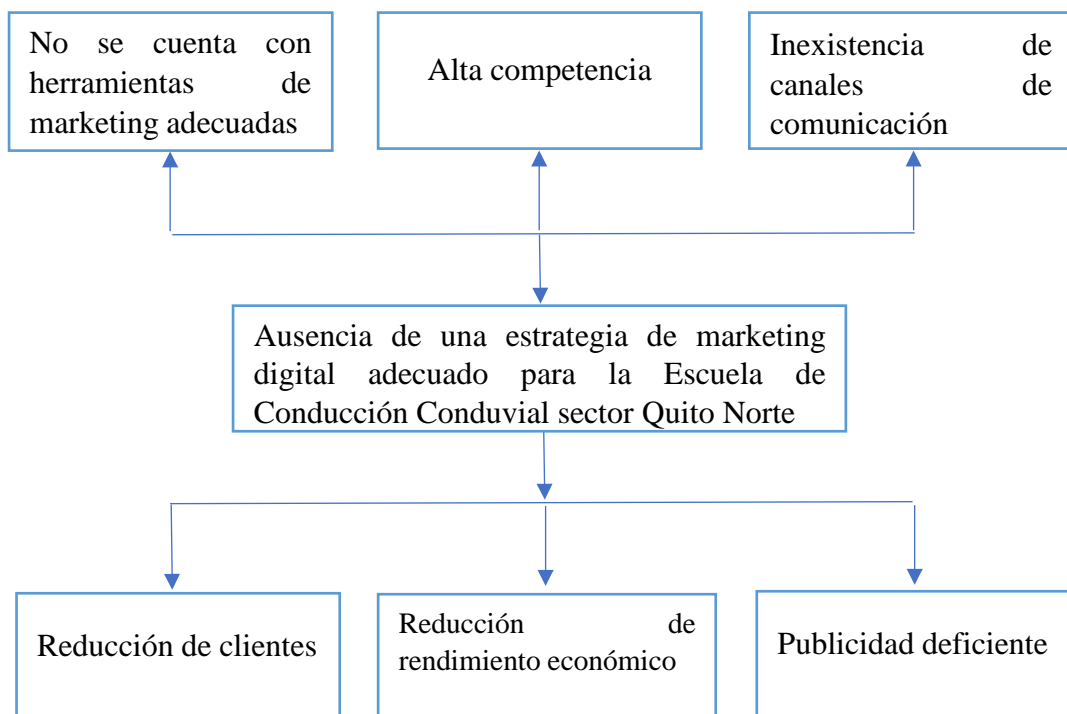 No se cuenta con
herramientas de
marketing adecuadas
Alta competencia
Inexistencia de
canales de
comunicación
Ausencia de una estrategia de marketing
digital adecuado para la Escuela de
Conducción Conduvial sector Quito Norte
Reducción de clientes
Reducción de
rendimiento económico
Publicidad deficiente